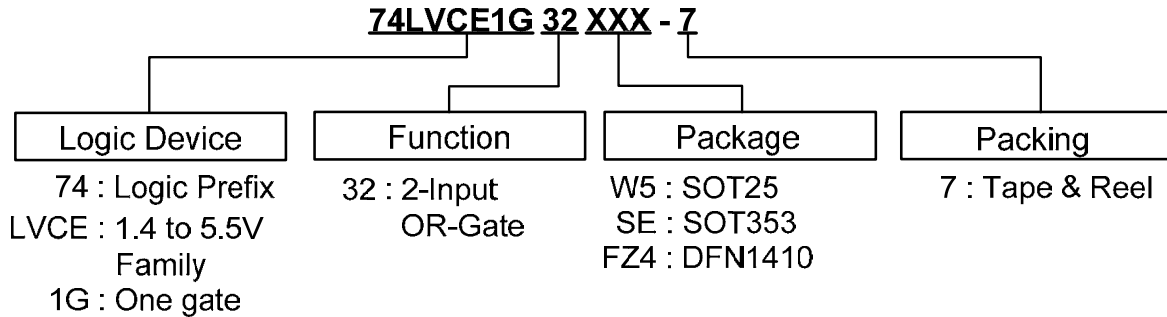 74LVCE1G 32 XXX - 7
Logic Device
74 : Logic Prefix
LVCE : 1.4 to 5.5V
Family
1G : One gate
Function
32 : 2-Input
OR-Gate
Package
W5 : SOT25
SE : SOT353
FZ4 : DFN1410
Packing
7 : Tape & Reel